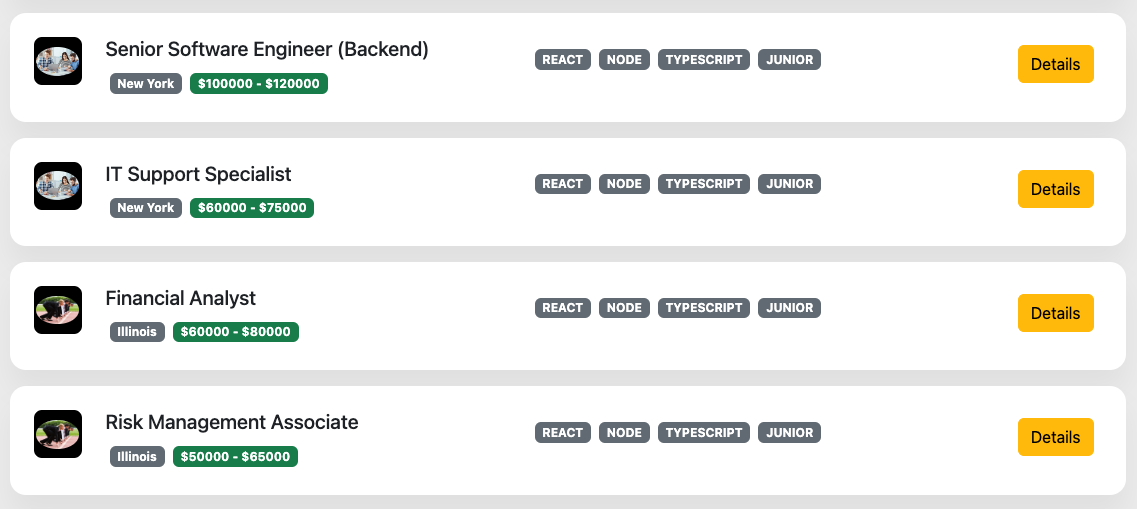 Senior Software Engineer (Backend)
New York $100000 - $120000
REACT NODE TYPESCRIPT JUNIOR
Details
IT Support Specialist
New York $60000 - $75000
REACT NODE TYPESCRIPT JUNIOR
Details
Financial Analyst
Illinois $60000 - $80000
REACT NODE TYPESCRIPT JUNIOR
Details
Risk Management Associate
Illinois $50000 - $65000
REACT NODE TYPESCRIPT JUNIOR
Details